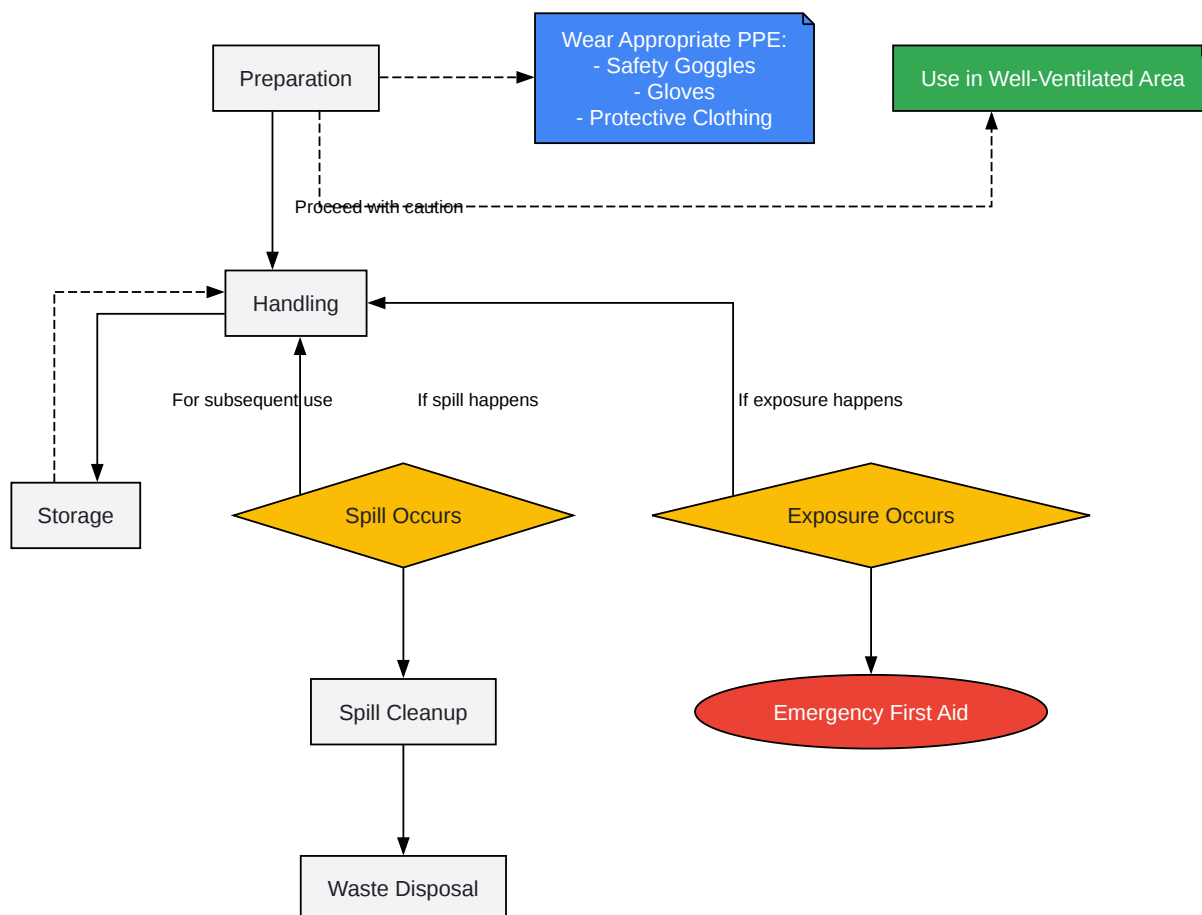 Preparation
Wear Appropriate PPE:
- Safety Goggles
- Gloves
- Protective Clothing
Use in Well-Ventilated Area
Proceed with caution
Handling
For subsequent use
If spill happens
If exposure happens
Storage
Spill Occurs
Exposure Occurs
Spill Cleanup
Emergency First Aid
Waste Disposal